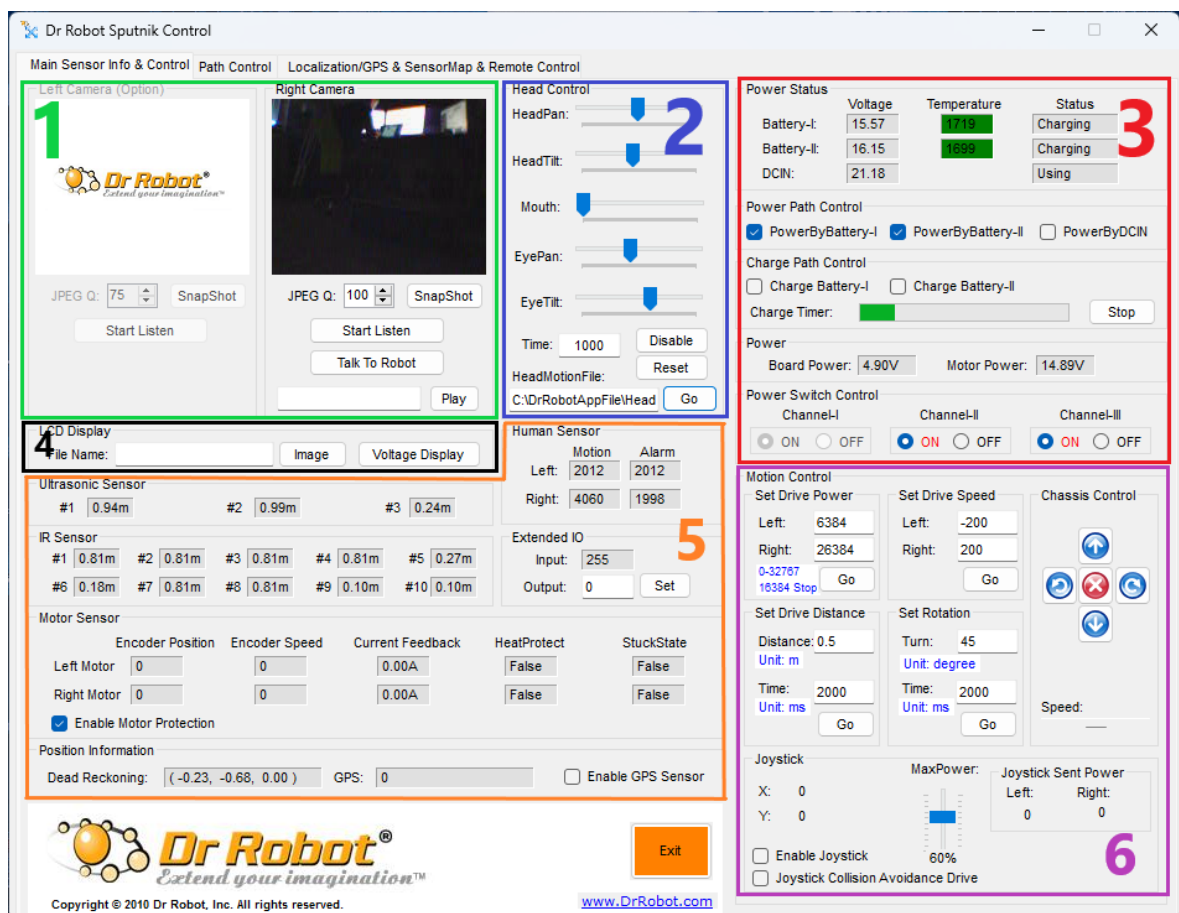 Dr Robot Sputnik Control
Main Sensor Info & Control Path Control Localization/GPS & SensorMap & Remote Control
1
Left Camera (Option)
Dr Robot®
Extend your imagination™
JPEG Q: 75 SnapShot
Start Listen
Right Camera
JPEG Q: 100 SnapShot
Start Listen
Talk To Robot
Play
2
Head Control
HeadPan:
HeadTilt:
Mouth:
EyePan:
EyeTilt:
Time: 1000 Disable
HeadMotionFile: Reset
C:\DrRobotAppFile\Head Go
3
Power Status
Voltage Temperature Status
Battery-I: 15.57 1719 Charging
Battery-II: 16.15 1699 Charging
DCIN: 21.18 Using
Power Path Control
PowerByBattery-I PowerByBattery-II PowerByDCIN
Charge Path Control
Charge Battery-I Charge Battery-II
Charge Timer: Stop
Power
Board Power: 4.90V Motor Power: 14.89V
Power Switch Control
Channel-I Channel-II Channel-III
ON OFF ON OFF ON OFF
4
LCD Display
File Name: Image Voltage Display
5
Human Sensor
Motion Alarm
Left: 2012 2012
Right: 4060 1998
Ultrasonic Sensor
#1 0.94m #2 0.99m #3 0.24m
IR Sensor
#1 0.81m #2 0.81m #3 0.81m #4 0.81m #5 0.27m
#6 0.18m #7 0.81m #8 0.81m #9 0.10m #10 0.10m
Extended IO
Input: 255
Output: 0 Set
Motor Sensor
Encoder Position Encoder Speed Current Feedback HeatProtect StuckState
Left Motor 0 0 0.00A False False
Right Motor 0 0 0.00A False False
Enable Motor Protection
Position Information
Dead Reckoning: ( -0.23, -0.68, 0.00 ) GPS: 0 Enable GPS Sensor
6
Motion Control
Set Drive Power
Left: 6384
Right: 26384
0-32767
16384 Stop Go
Set Drive Speed
Left: -200
Right: 200
Go
Chassis Control
Speed:
Set Drive Distance
Distance: 0.5
Unit: m
Time: 2000
Unit: ms
Go
Set Rotation
Turn: 45
Unit: degree
Time: 2000
Unit: ms
Go
Joystick
X: 0
Y: 0
MaxPower:
60%
Joystick Sent Power
Left: Right:
0 0
Enable Joystick
Joystick Collision Avoidance Drive
Dr Robot®
Extend your imagination™
Exit
Copyright © 2010 Dr Robot, Inc. All rights reserved.
www.DrRobot.com